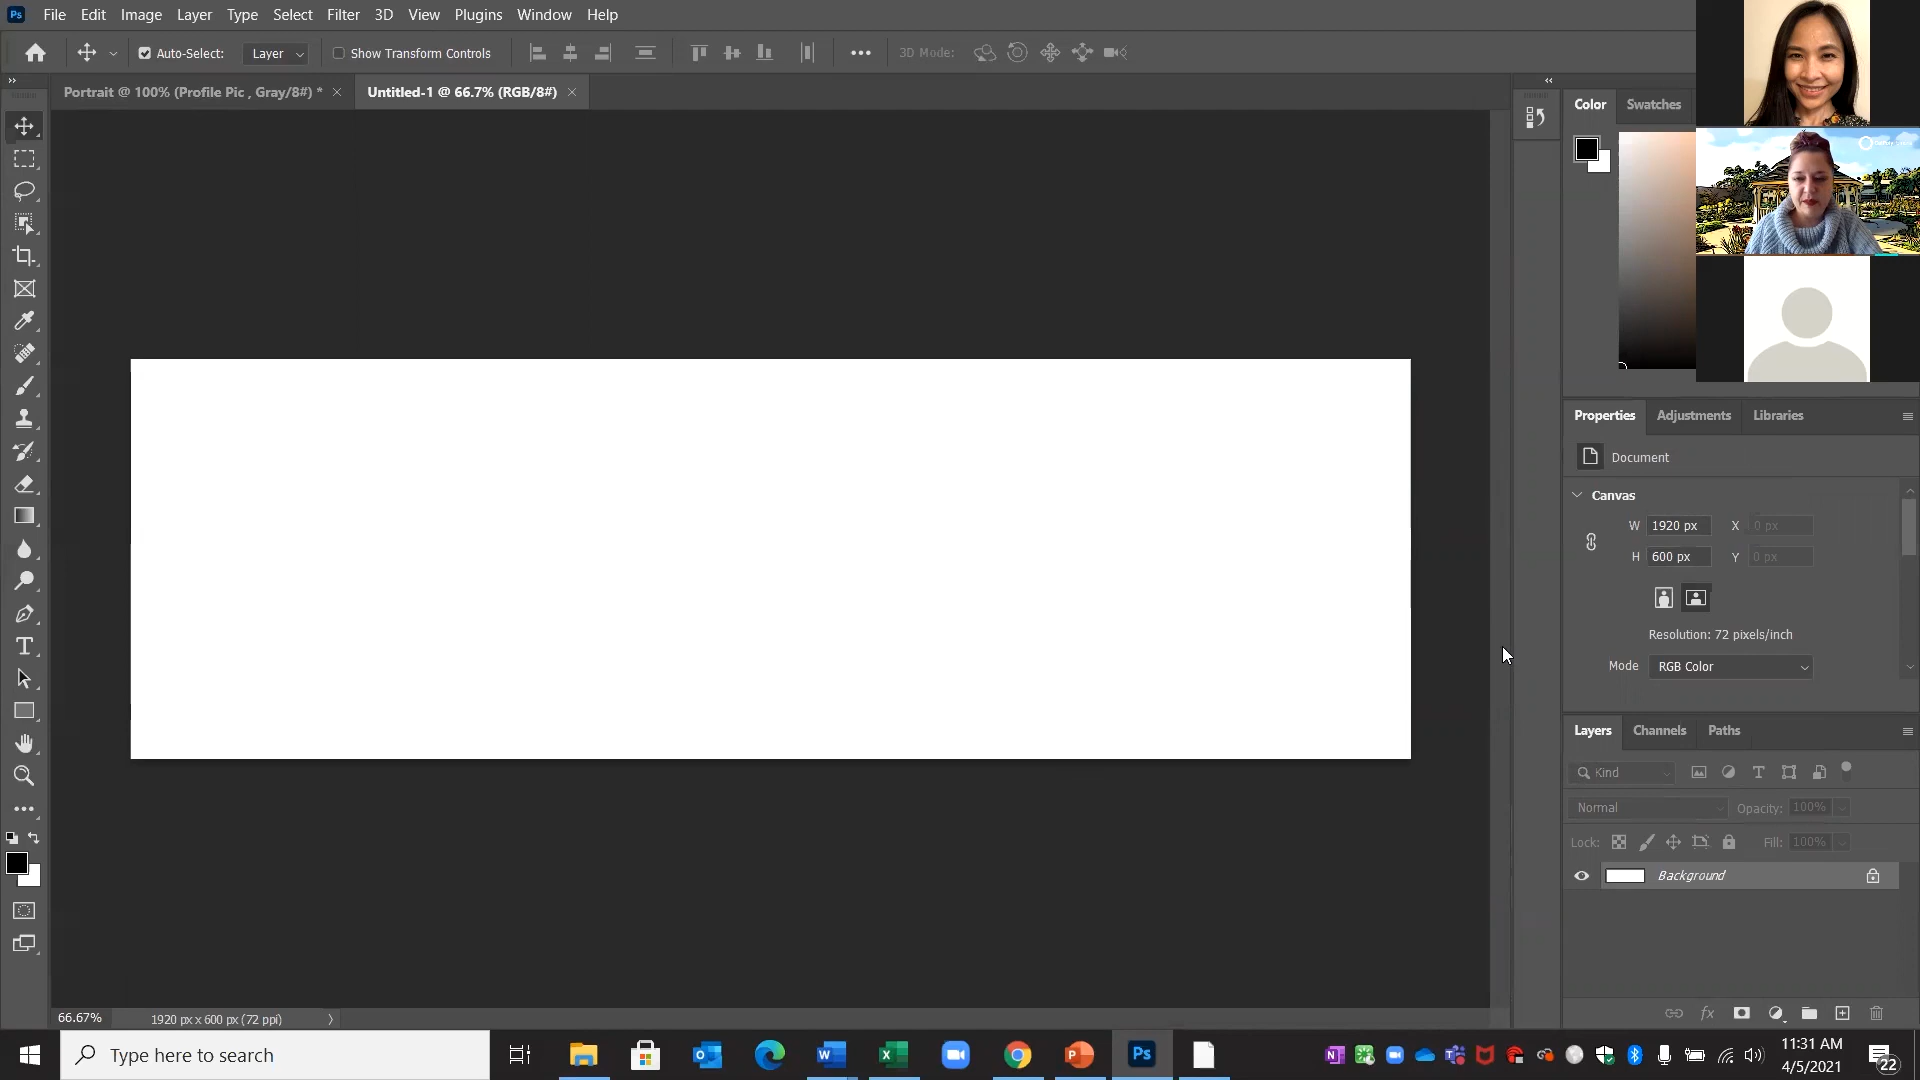 Ps File Edit Image Layer Type Select Filter 3D View Plugins Window Help
Auto-Select: Layer Show Transform Controls 3D Mode:
Portrait @ 100% (Profile Pic , Gray/8#) * Untitled-1 @ 66.7% (RGB/8#)
Color Swatches
Properties Adjustments Libraries
Document
Canvas
W 1920 px X 0 px
H 600 px Y 0 px
Resolution: 72 pixels/inch
Mode RGB Color
Layers Channels Paths
Kind
Normal Opacity: 100%
Lock: Fill: 100%
Background
fx
66.67% 1920 px x 600 px (72 ppi)
Type here to search
Ps
11:31 AM
4/5/2021
22